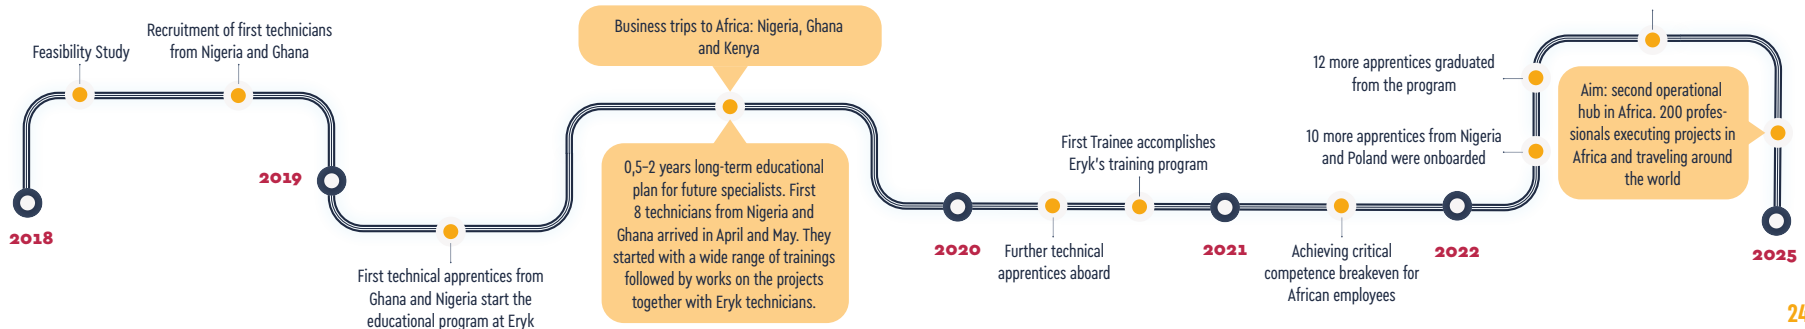 Feasibility Study
Recruitment of first technicians
from Nigeria and Ghana
2018
2019
First technical apprentices from
Ghana and Nigeria start the
educational program at Eryk
Business trips to Africa: Nigeria, Ghana
and Kenya
0,5–2 years long-term educational
plan for future specialists. First
8 technicians from Nigeria and
Ghana arrived in April and May. They
started with a wide range of trainings
followed by works on the projects
together with Eryk technicians.
2020
Further technical
apprentices aboard
First Trainee accomplishes
Eryk's training program
2021
Achieving critical
competence breakeven for
African employees
2022
10 more apprentices from Nigeria
and Poland were onboarded
12 more apprentices graduated
from the program
Aim: second operational
hub in Africa. 200 profes-
sionals executing projects in
Africa and traveling around
the world
2025
24